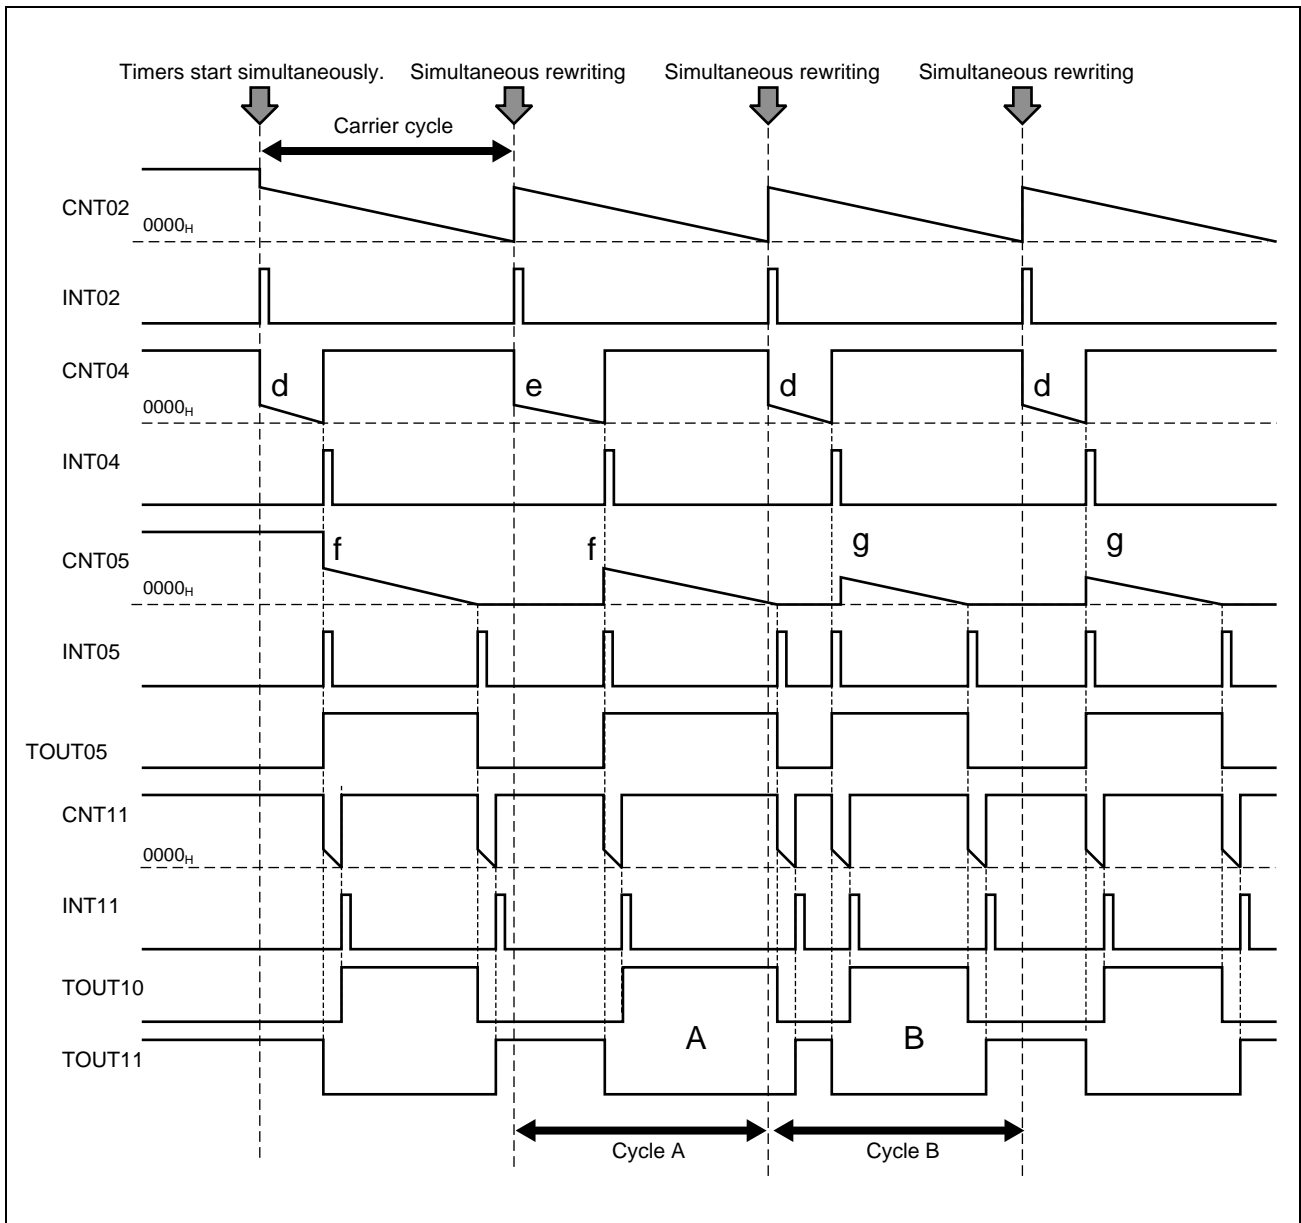 Timers start simultaneously. Simultaneous rewriting Simultaneous rewriting Simultaneous rewriting
Carrier cycle
CNT02
0000H
INT02
CNT04
d e d d
0000H
INT04
CNT05
f f g g
0000H
INT05
TOUT05
CNT11
0000H
INT11
TOUT10
A B
TOUT11
Cycle A Cycle B